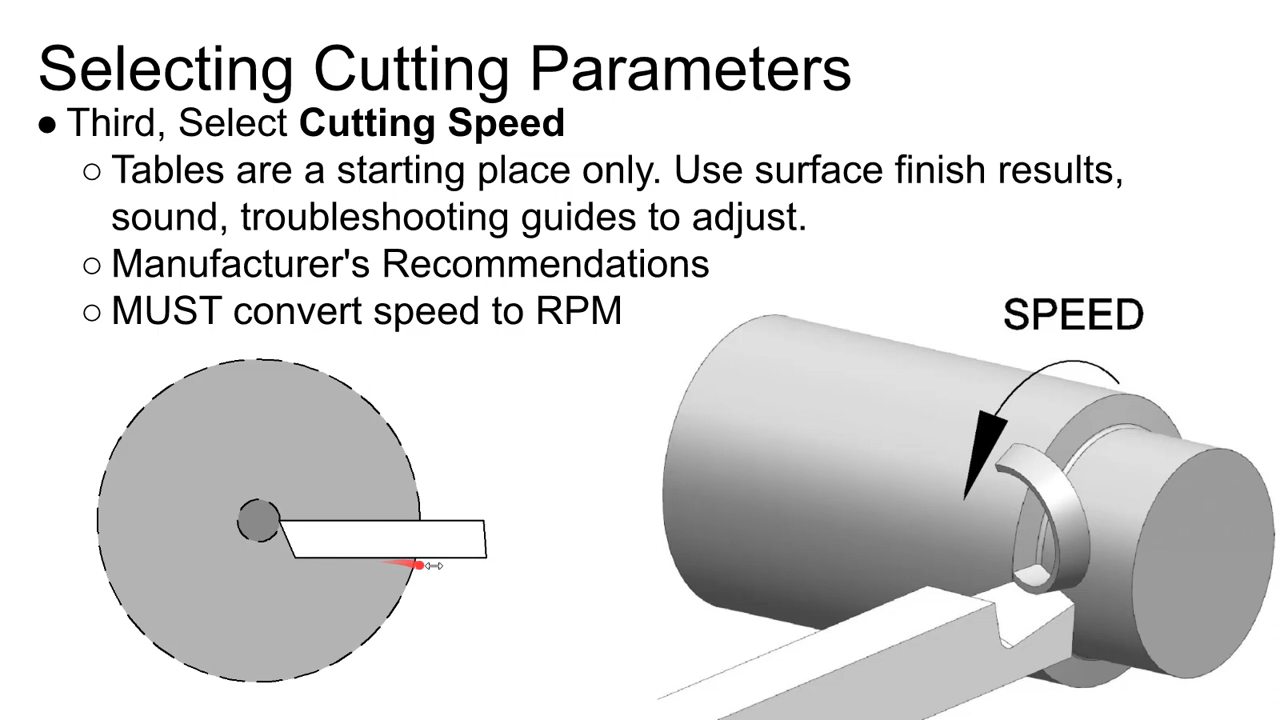 Selecting Cutting Parameters
● Third, Select Cutting Speed
○ Tables are a starting place only. Use surface finish results,
sound, troubleshooting guides to adjust.
○ Manufacturer's Recommendations
○ MUST convert speed to RPM
SPEED